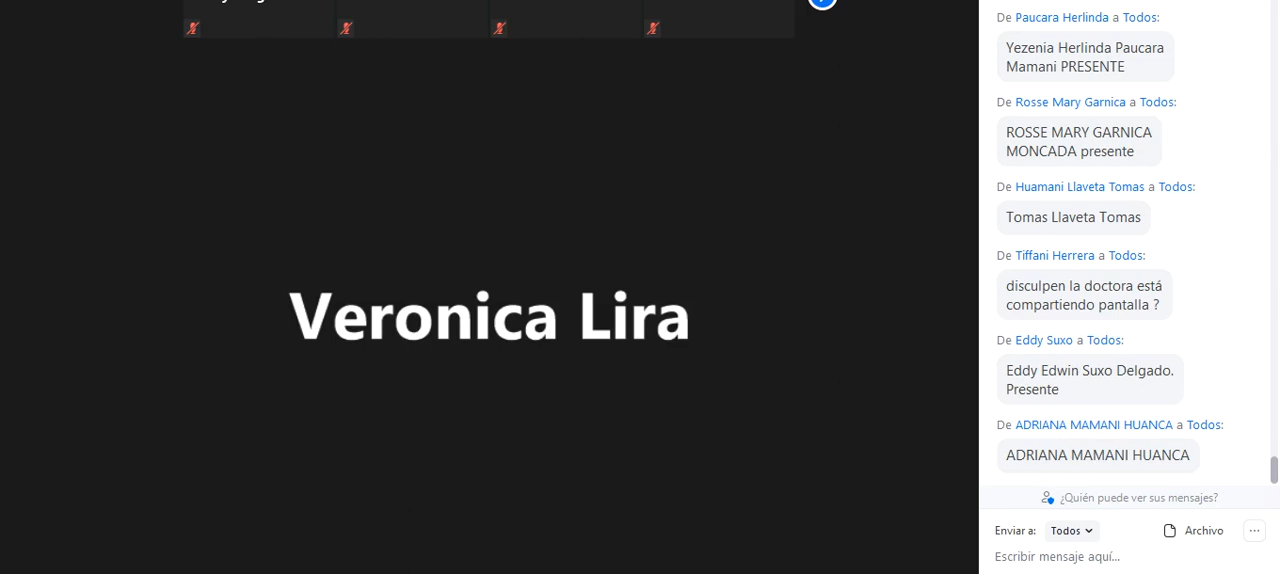 Veronica Lira
De Paucara Herlinda a Todos:
Yezenia Herlinda Paucara
Mamani PRESENTE
De Rosse Mary Garnica a Todos:
ROSSE MARY GARNICA
MONCADA presente
De Huamani Llaveta Tomas a Todos:
Tomas Llaveta Tomas
De Tiffani Herrera a Todos:
disculpen la doctora está
compartiendo pantalla ?
De Eddy Suxo a Todos:
Eddy Edwin Suxo Delgado.
Presente
De ADRIANA MAMANI HUANCA a Todos:
ADRIANA MAMANI HUANCA
¿Quién puede ver sus mensajes?
Enviar a: Todos Archivo
Escribir mensaje aquí...